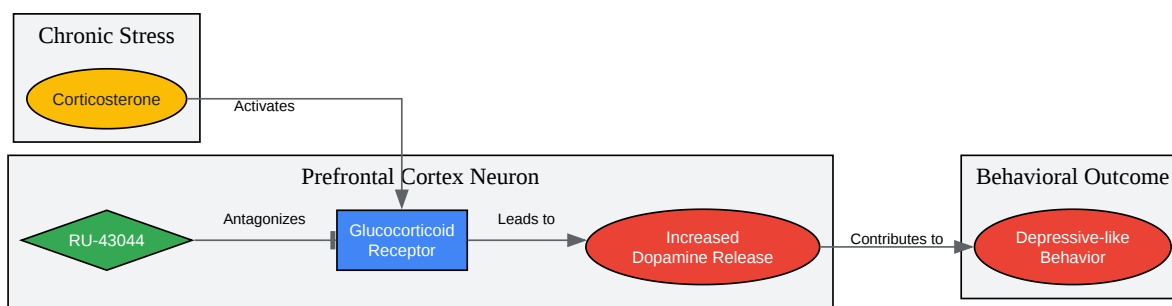 Chronic Stress
Corticosterone
Activates
Prefrontal Cortex Neuron
RU-43044
Antagonizes
Glucocorticoid
Receptor
Leads to
Increased
Dopamine Release
Contributes to
Behavioral Outcome
Depressive-like
Behavior